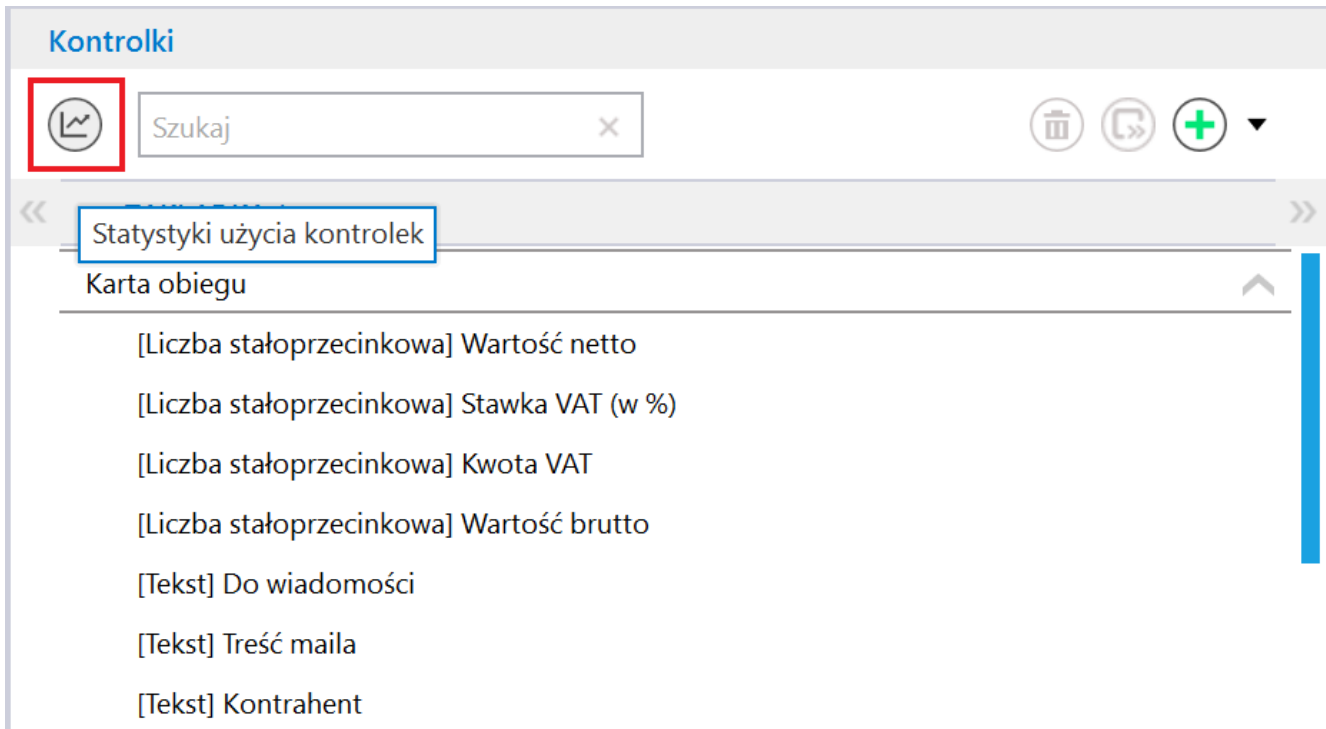 Kontrolki
Szukaj
Statystyki użycia kontrolek
Karta obiegu
[Liczba stałoprzecinkowa] Wartość netto
[Liczba stałoprzecinkowa] Stawka VAT (w %)
[Liczba stałoprzecinkowa] Kwota VAT
[Liczba stałoprzecinkowa] Wartość brutto
[Tekst] Do wiadomości
[Tekst] Treść maila
[Tekst] Kontrahent